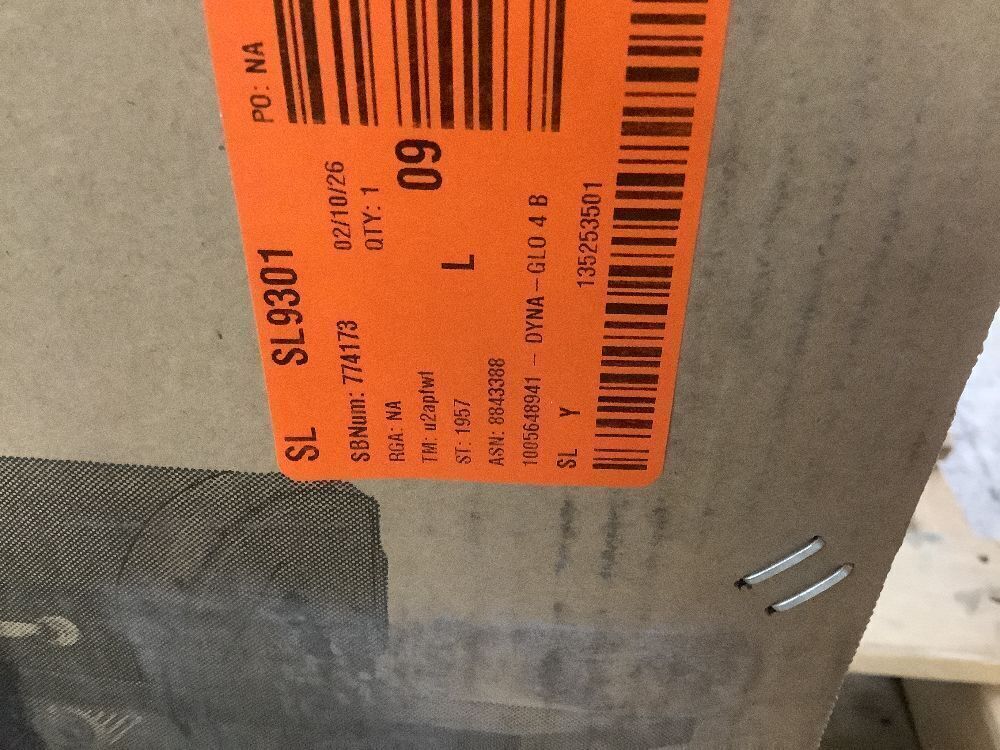 PO: NA
SL SL9301
02/10/26
SBNum: 774173 QTY: 1
RGA: NA
09
TM: u2apfwf
ST: 1957 L
ASN: 8843388
1005648941 - DYNA-GLO 4 B
135253501
SL Y